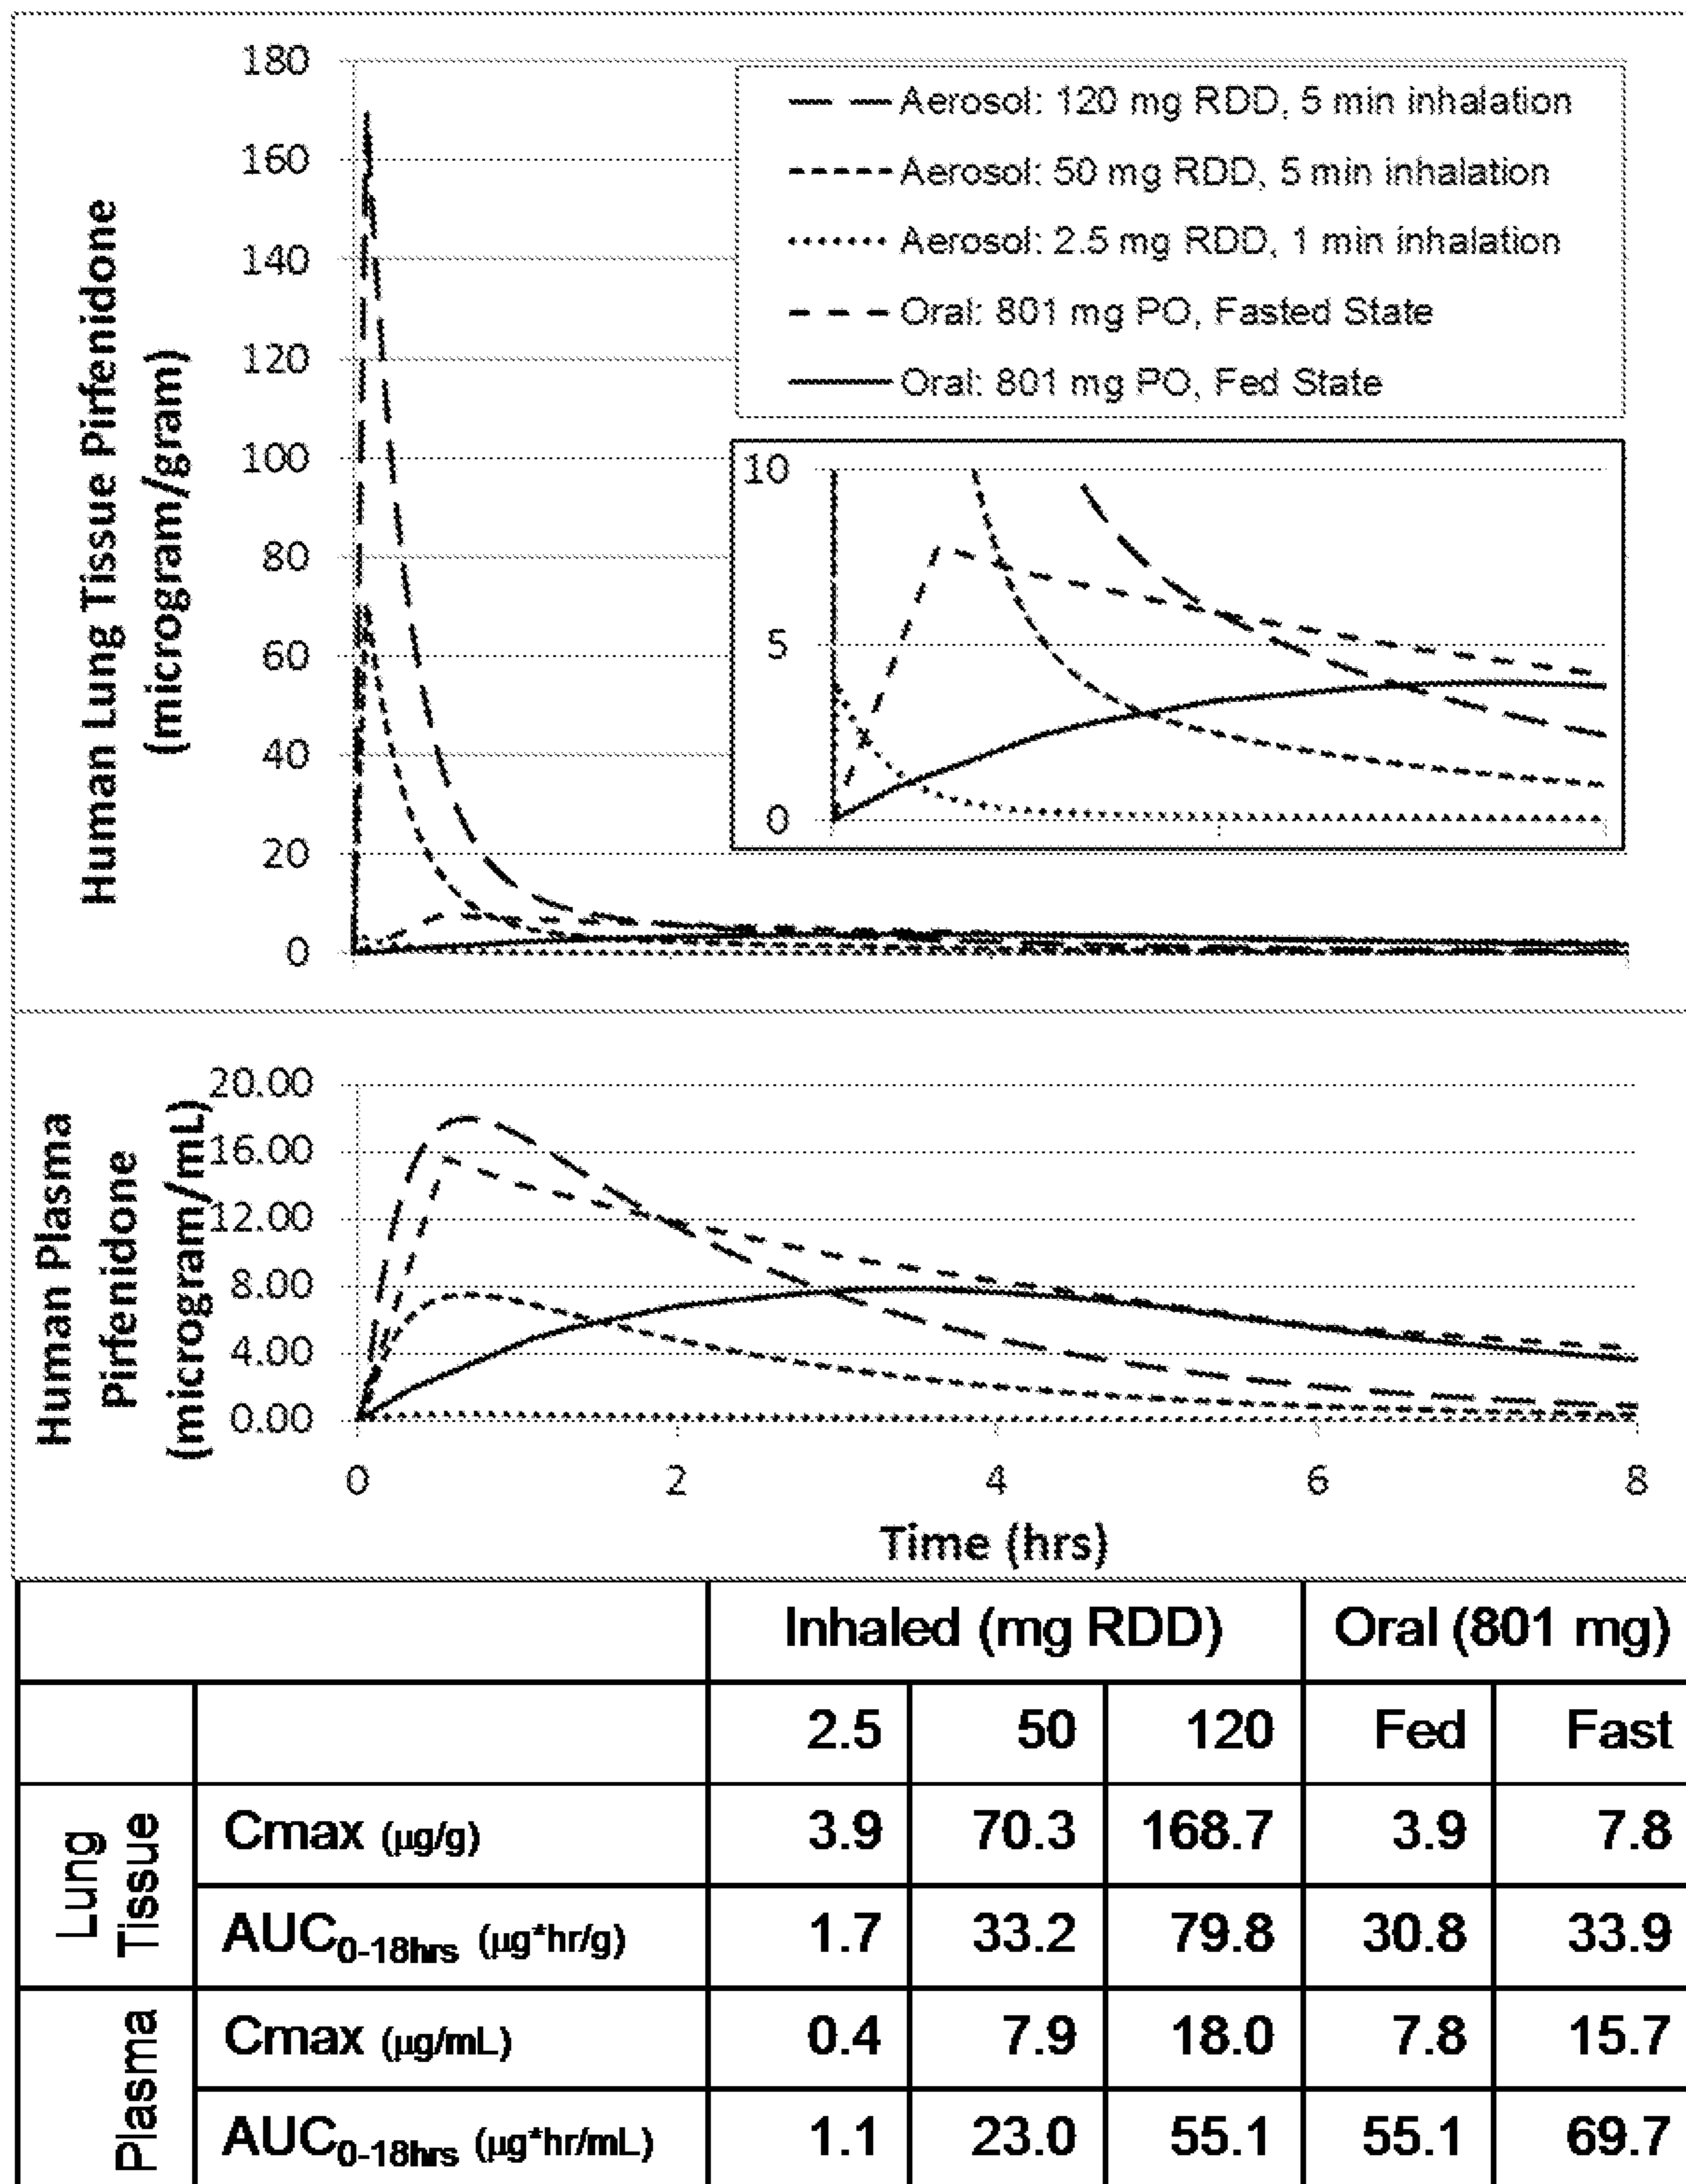 180
160
140
120
100
80
60
40
20
0
Human Lung Tissue Pirfenidone
(microgram/gram)
Aerosol: 120 mg RDD, 5 min inhalation
Aerosol: 50 mg RDD, 5 min inhalation
Aerosol: 2.5 mg RDD, 1 min inhalation
Oral: 801 mg PO, Fasted State
Oral: 801 mg PO, Fed State
10
5
0
Human Plasma
Pirfenidone
(microgram/mL)
20.00
16.00
12.00
8.00
4.00
0.00
0 2 4 6 8
Time (hrs)
Inhaled (mg RDD) Oral (801 mg)
2.5 50 120 Fed Fast
Lung
Tissue
Cmax (μg/g) 3.9 70.3 168.7 3.9 7.8
AUC0-18hrs (μg*hr/g) 1.7 33.2 79.8 30.8 33.9
Plasma
Cmax (μg/mL) 0.4 7.9 18.0 7.8 15.7
AUC0-18hrs (μg*hr/mL) 1.1 23.0 55.1 55.1 69.7